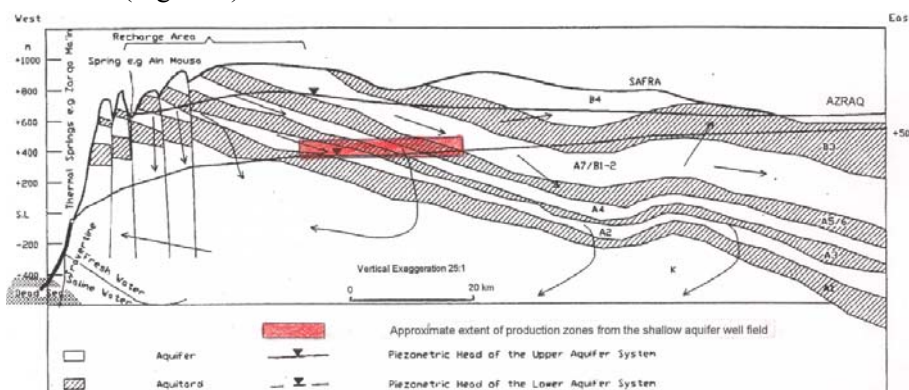 West
East
n
Recharge Area
Spring e.g Ain Mousa
Thermal Springs e.g Zarqa Ma'in
+1000
+800
+600
+400
+200
S.L
-200
-400
Dead Sea
SAFRA
AZRAQ
B4
+50
B3
A7/B1-2
A4
A5/6
A2
A3
A1
K
Travertine
Fresh Water
Saline Water
Vertical Exaggeration 25:1
0 20 km
Approximate extent of production zones from the shallow aquifer well field
Aquifer
Piezometric Head of the Upper Aquifer System
Aquitard
Piezometric Head of the Lower Aquifer System